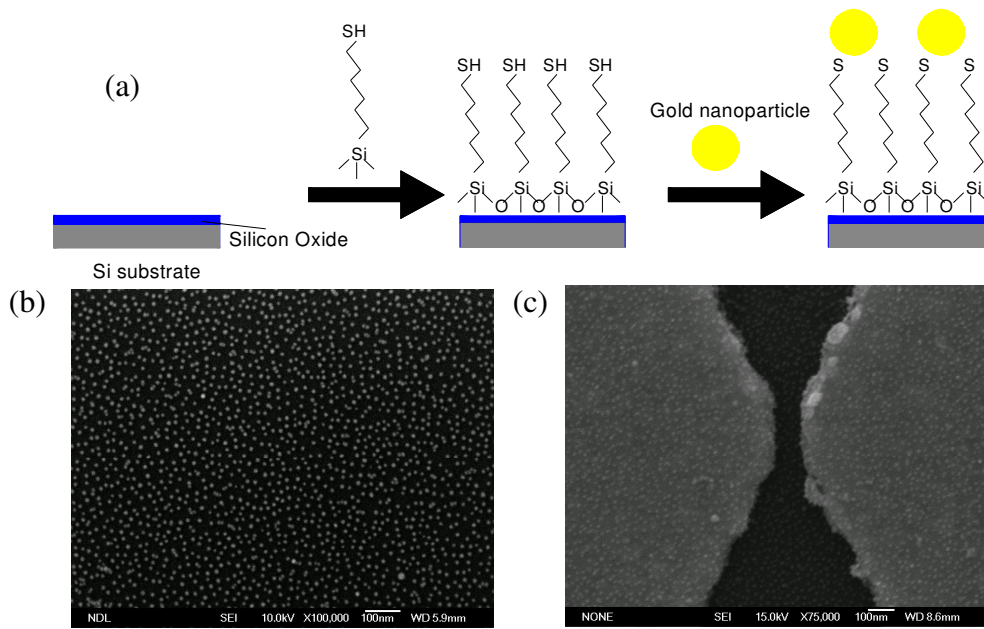 (a)
SH
Si
SH SH SH SH
Si Si Si Si
O O O
Gold nanoparticle
S S S S
Si Si Si Si
O O O
Silicon Oxide
Si substrate
(b)
NDL SEI 10.0kV X100,000 100nm WD 5.9mm
(c)
NONE SEI 15.0kV X75,000 100nm WD 8.6mm